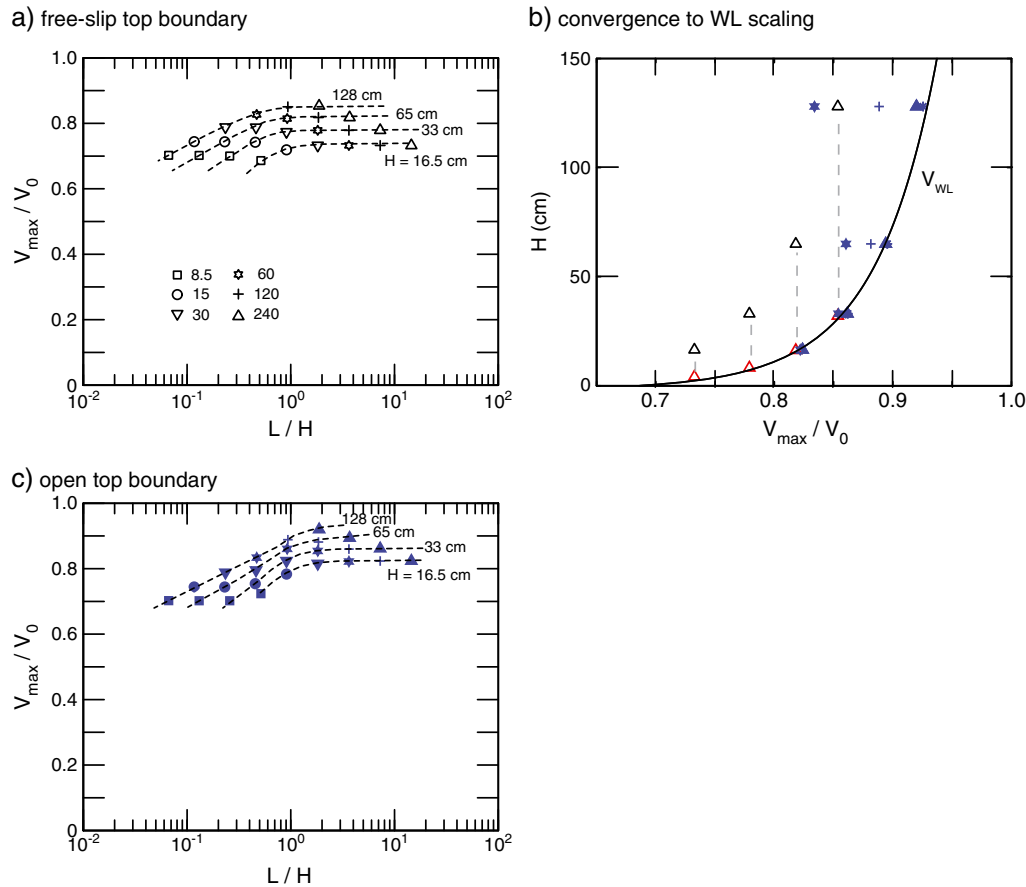 a) free-slip top boundary
1.0
0.8
0.6
0.4
0.2
0
V_max / V_0
128 cm
65 cm
33 cm
H = 16.5 cm
8.5 60
15 120
30 240
10^-2 10^-1 10^0 10^1 10^2
L / H
b) convergence to WL scaling
150
100
50
0
H (cm)
V_WL
0.7 0.8 0.9 1.0
V_max / V_0
c) open top boundary
1.0
0.8
0.6
0.4
0.2
0
V_max / V_0
128 cm
65 cm
33 cm
H = 16.5 cm
10^-2 10^-1 10^0 10^1 10^2
L / H